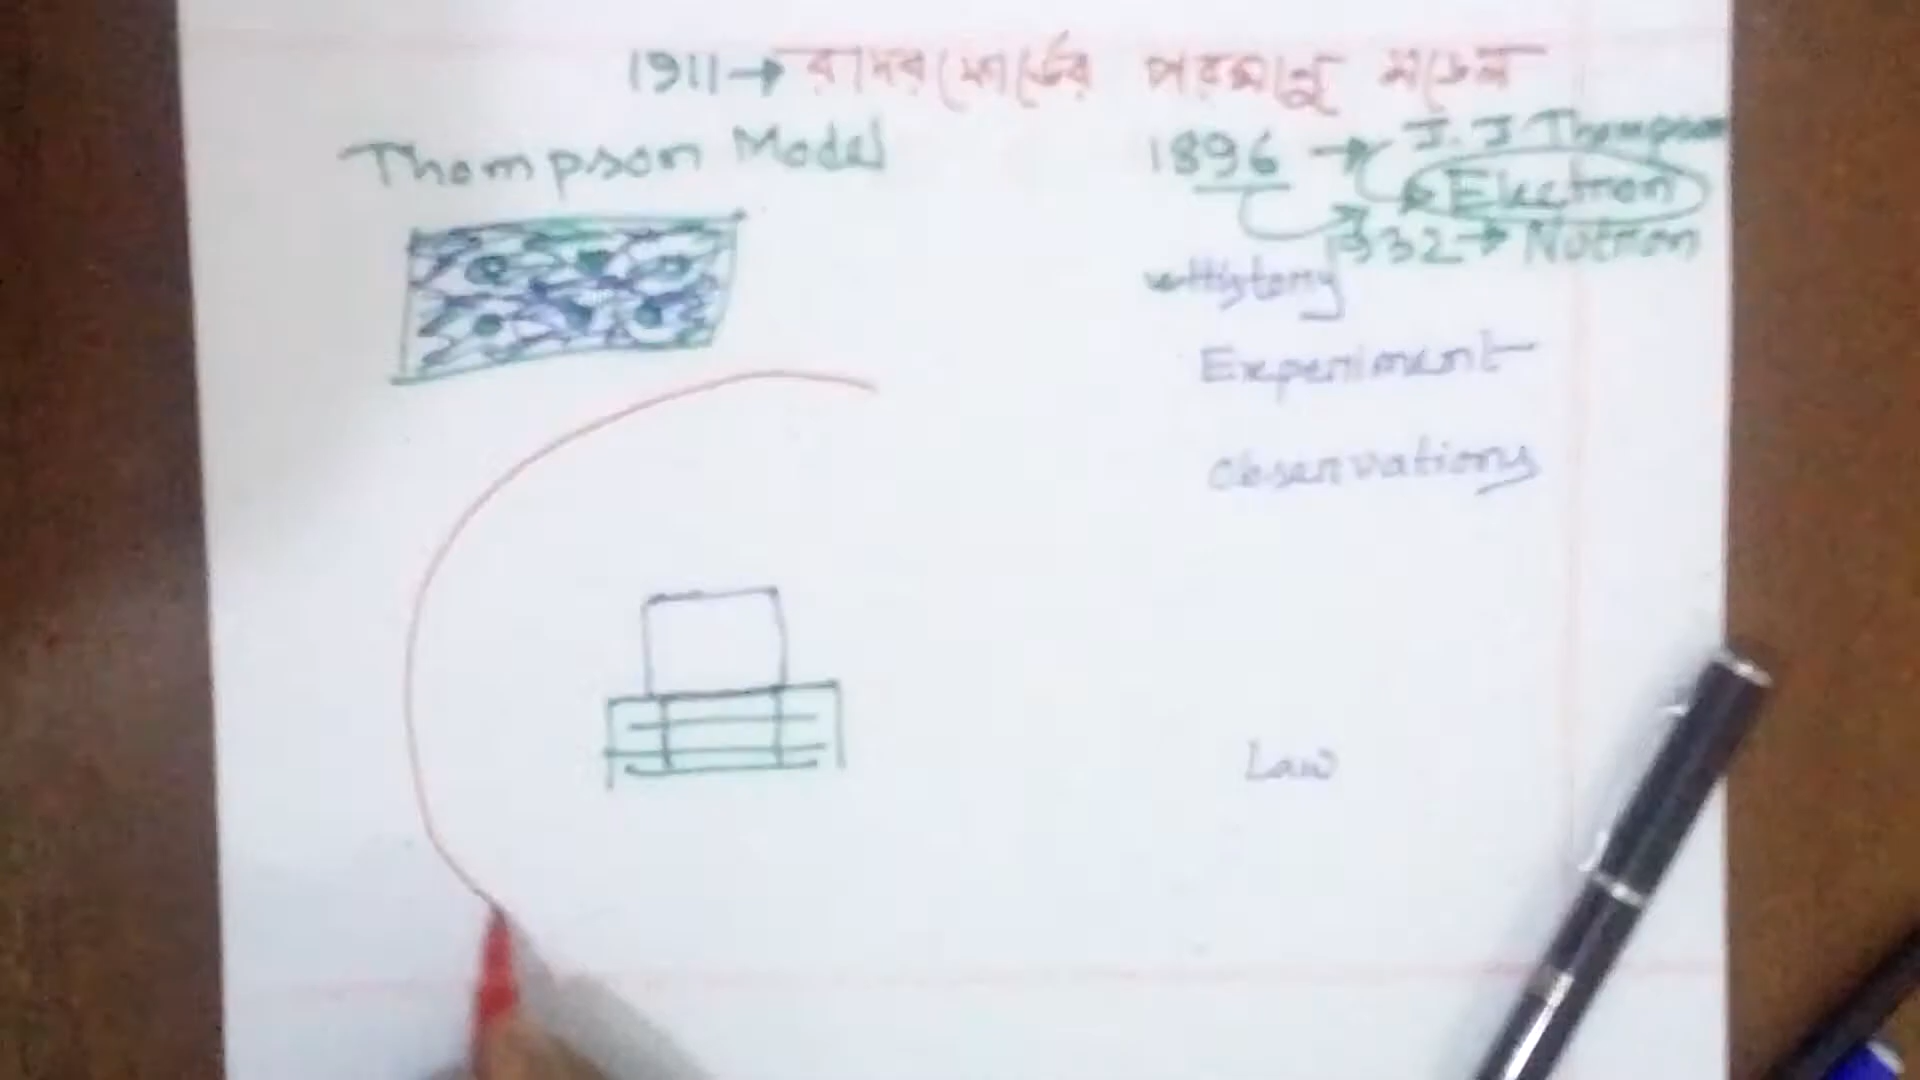 1911→ রাদারফোর্ডের পরমাণু মডেল
Thompson Model
1896 → J.J Thompson
Electron
1932→ Nutron
History
Experiment
Observations
Law